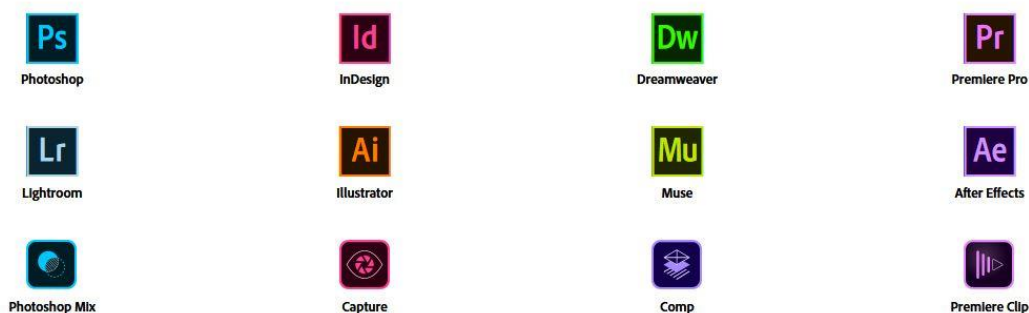 Ps Id Dw Pr
Photoshop InDesign Dreamweaver Premiere Pro
Lr Ai Mu Ae
Lightroom Illustrator Muse After Effects
Photoshop Mix Capture Comp Premiere Clip